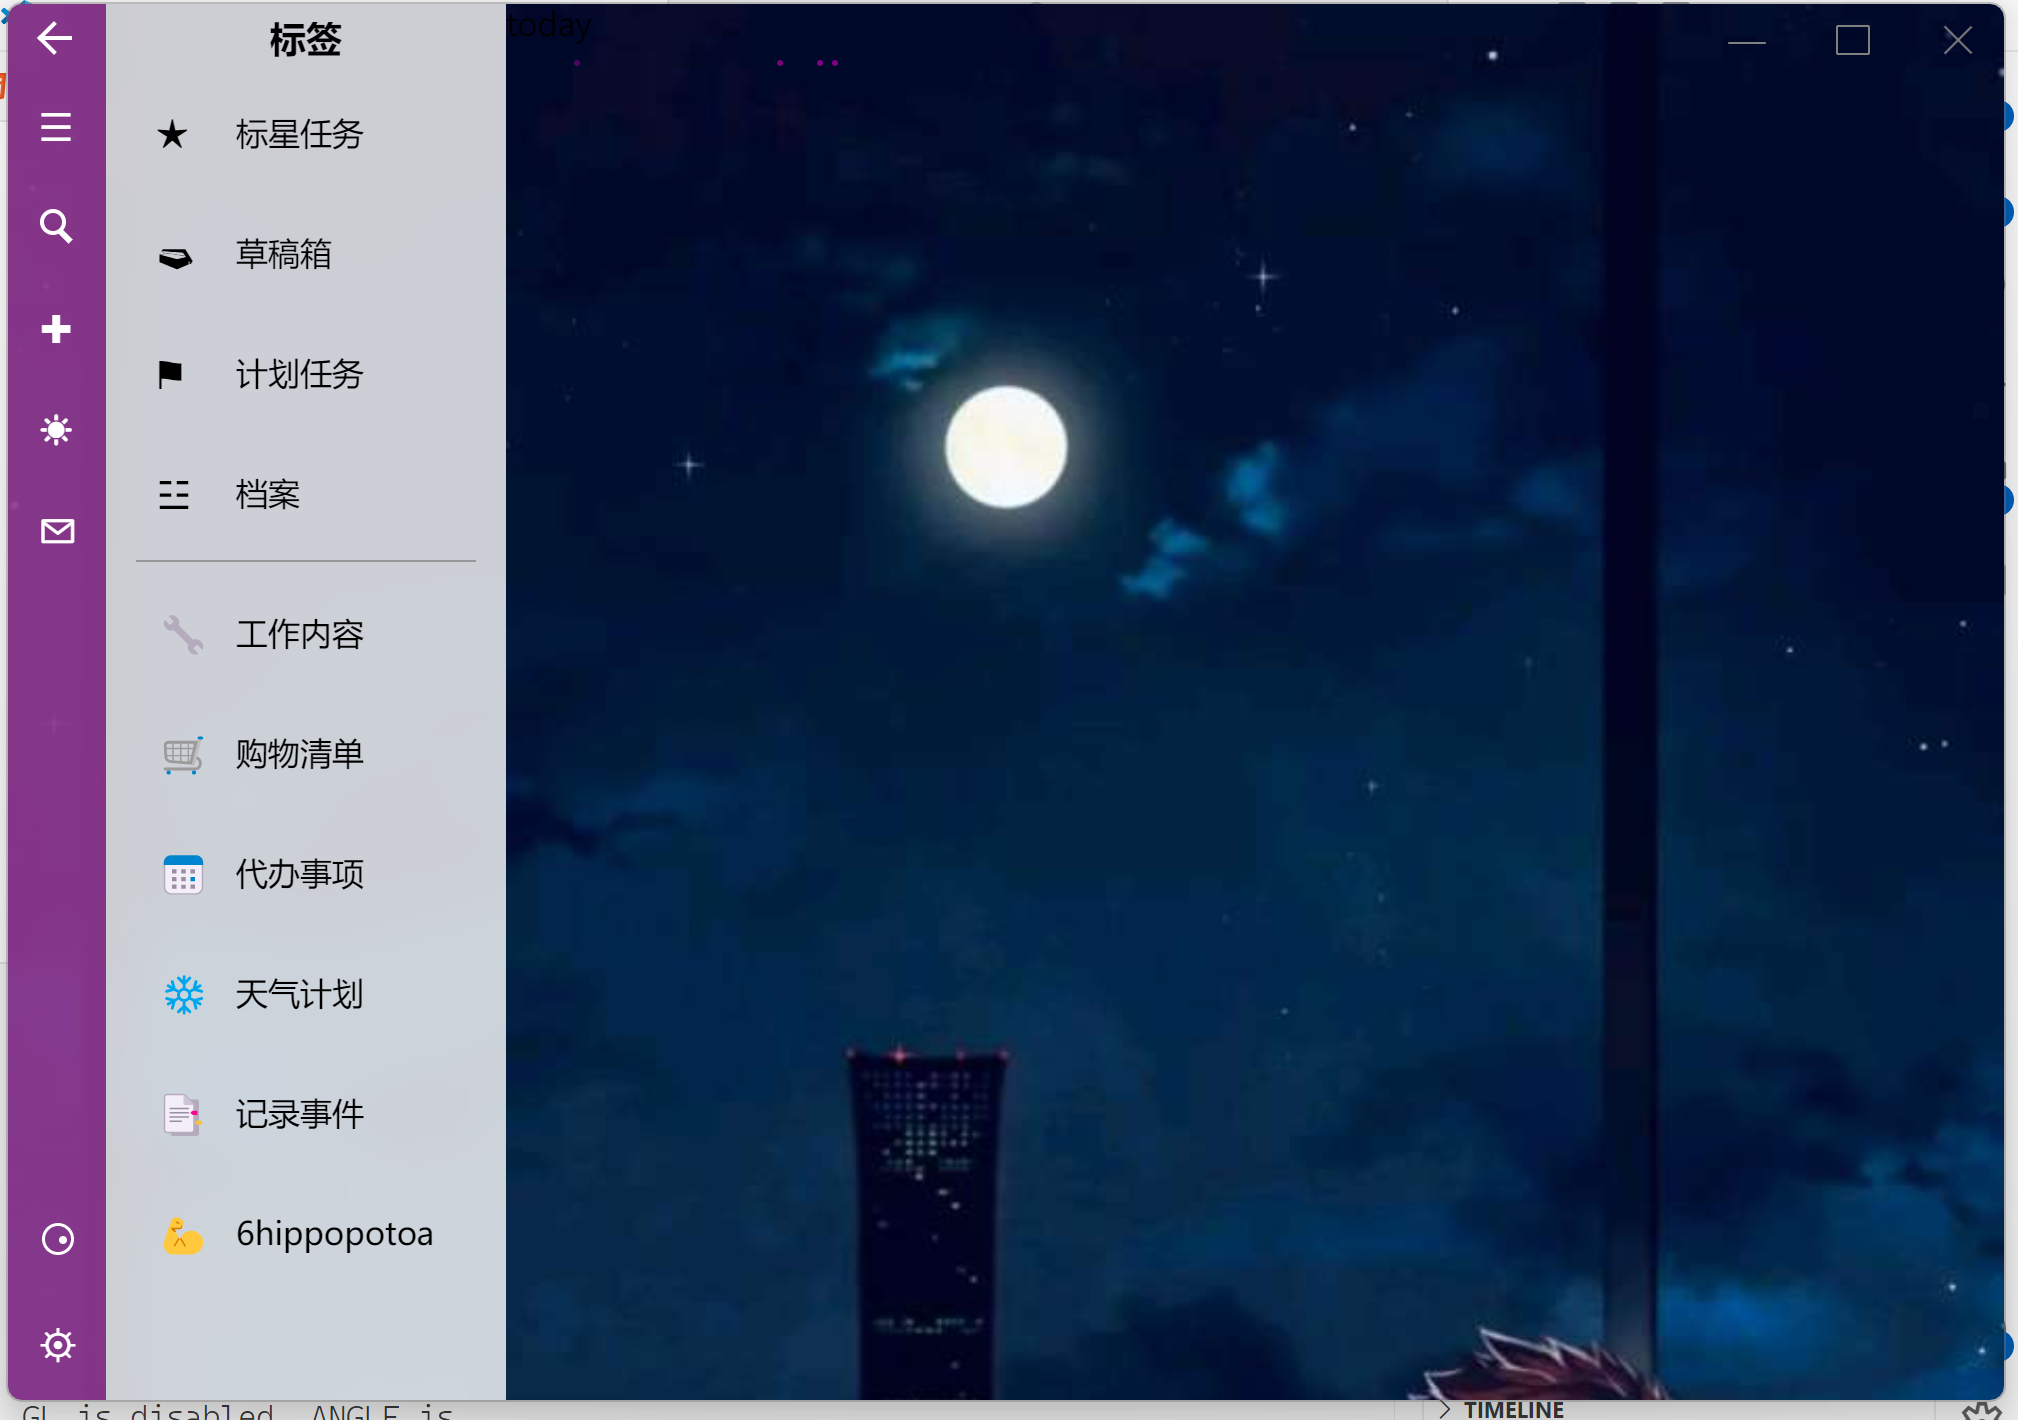 标签
today
标星任务
草稿箱
计划任务
档案
工作内容
购物清单
代办事项
天气计划
记录事件
6hippopotoa
GL is disabled, ANGLE is
TIMELINE